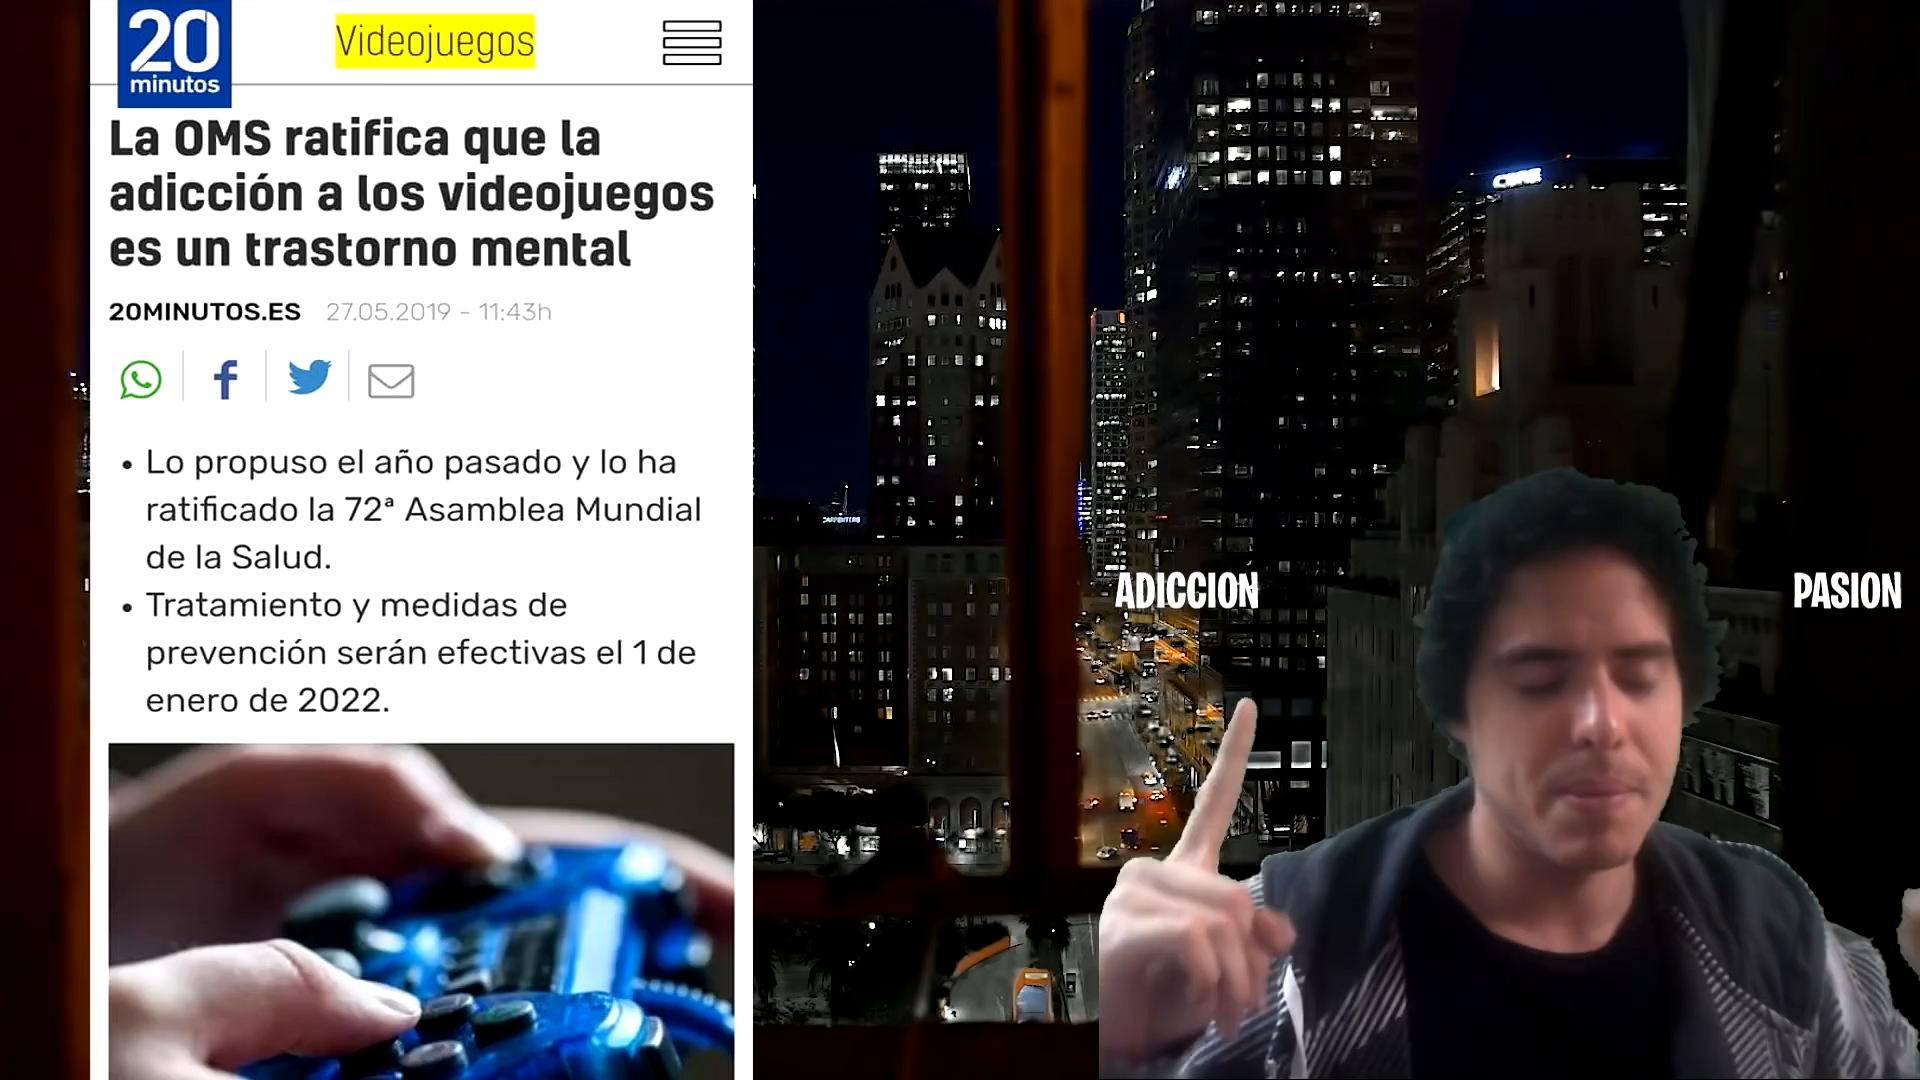 20
minutos
Videojuegos
La OMS ratifica que la
adicción a los videojuegos
es un trastorno mental
20MINUTOS.ES 27.05.2019 - 11:43h
• Lo propuso el año pasado y lo ha
ratificado la 72ª Asamblea Mundial
de la Salud.
• Tratamiento y medidas de
prevención serán efectivas el 1 de
enero de 2022.
ADICCION
PASION